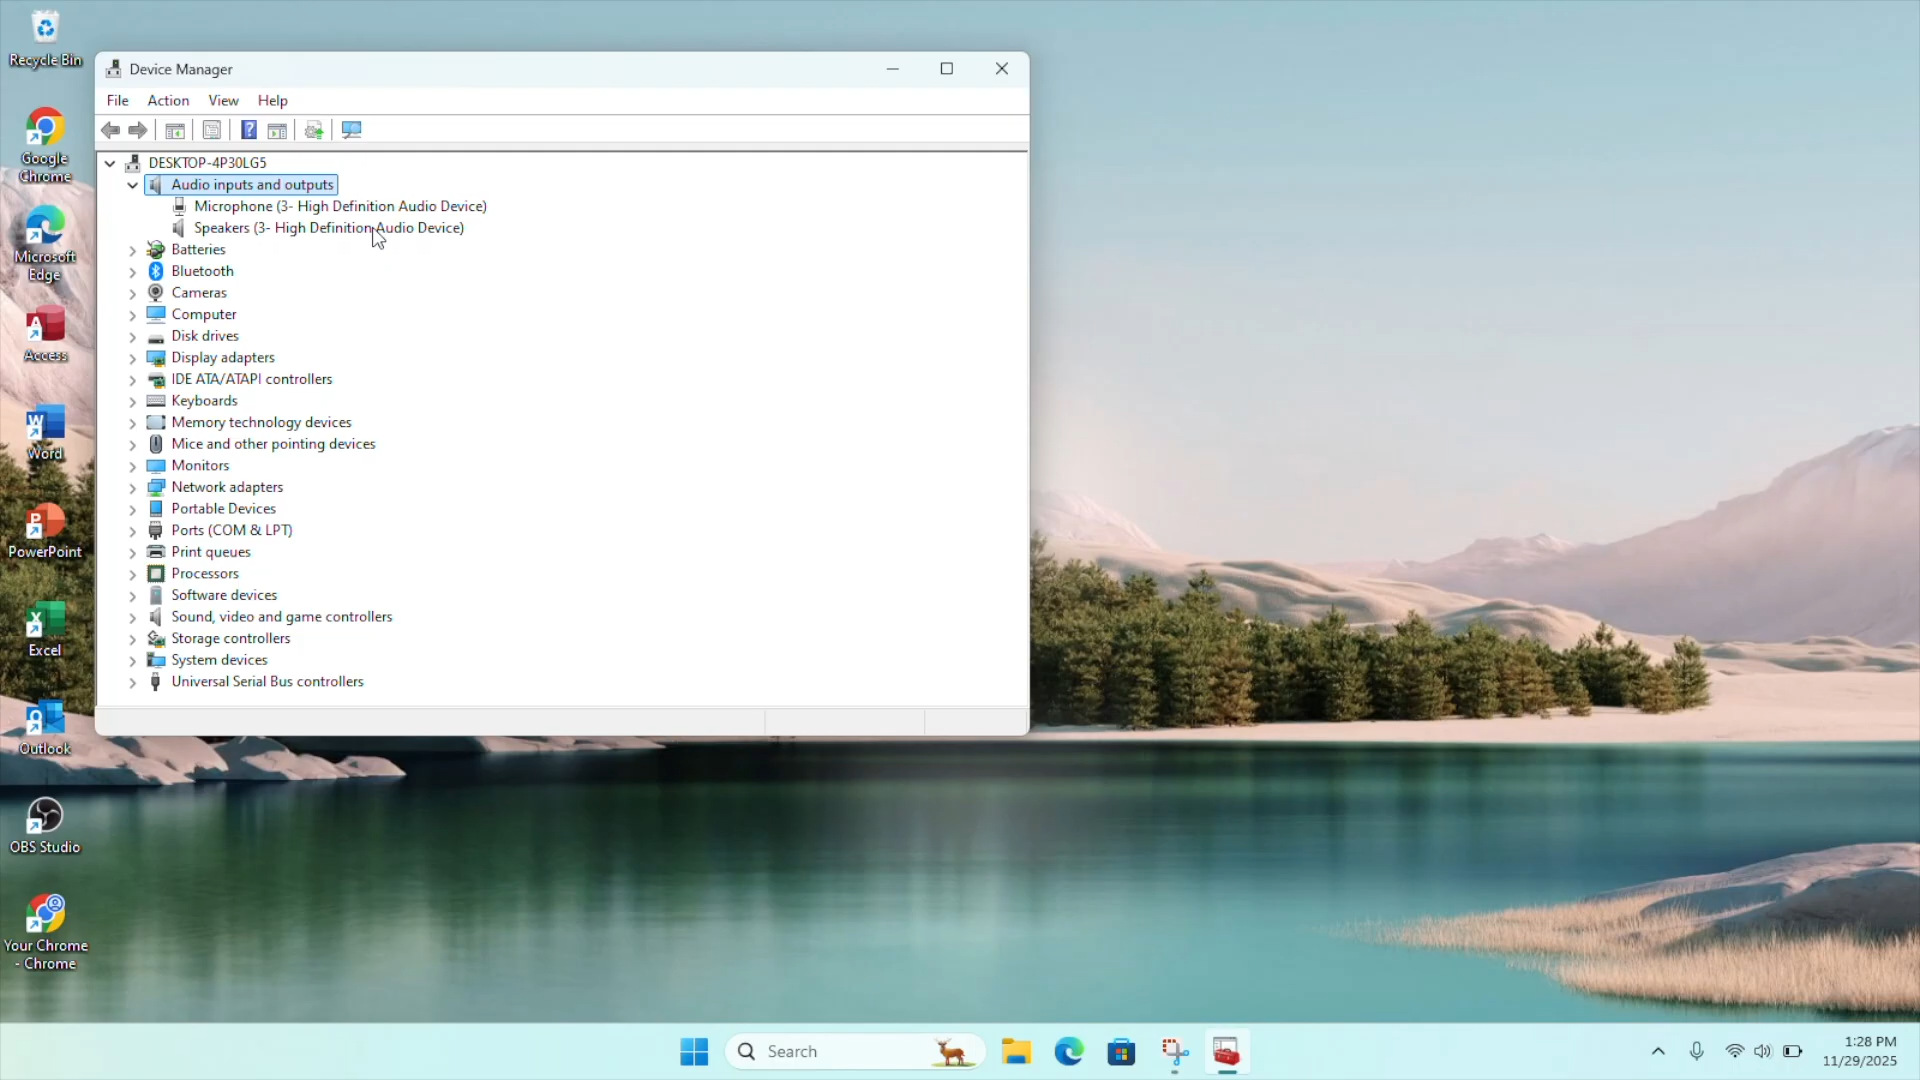 Recycle Bin
Google
Chrome
Microsoft
Edge
Access
Word
PowerPoint
Excel
Outlook
OBS Studio
Your Chrome
- Chrome
Device Manager
File Action View Help
DESKTOP-4P30LG5
Audio inputs and outputs
Microphone (3- High Definition Audio Device)
Speakers (3- High Definition Audio Device)
Batteries
Bluetooth
Cameras
Computer
Disk drives
Display adapters
IDE ATA/ATAPI controllers
Keyboards
Memory technology devices
Mice and other pointing devices
Monitors
Network adapters
Portable Devices
Ports (COM & LPT)
Print queues
Processors
Software devices
Sound, video and game controllers
Storage controllers
System devices
Universal Serial Bus controllers
Search
1:28 PM
11/29/2025